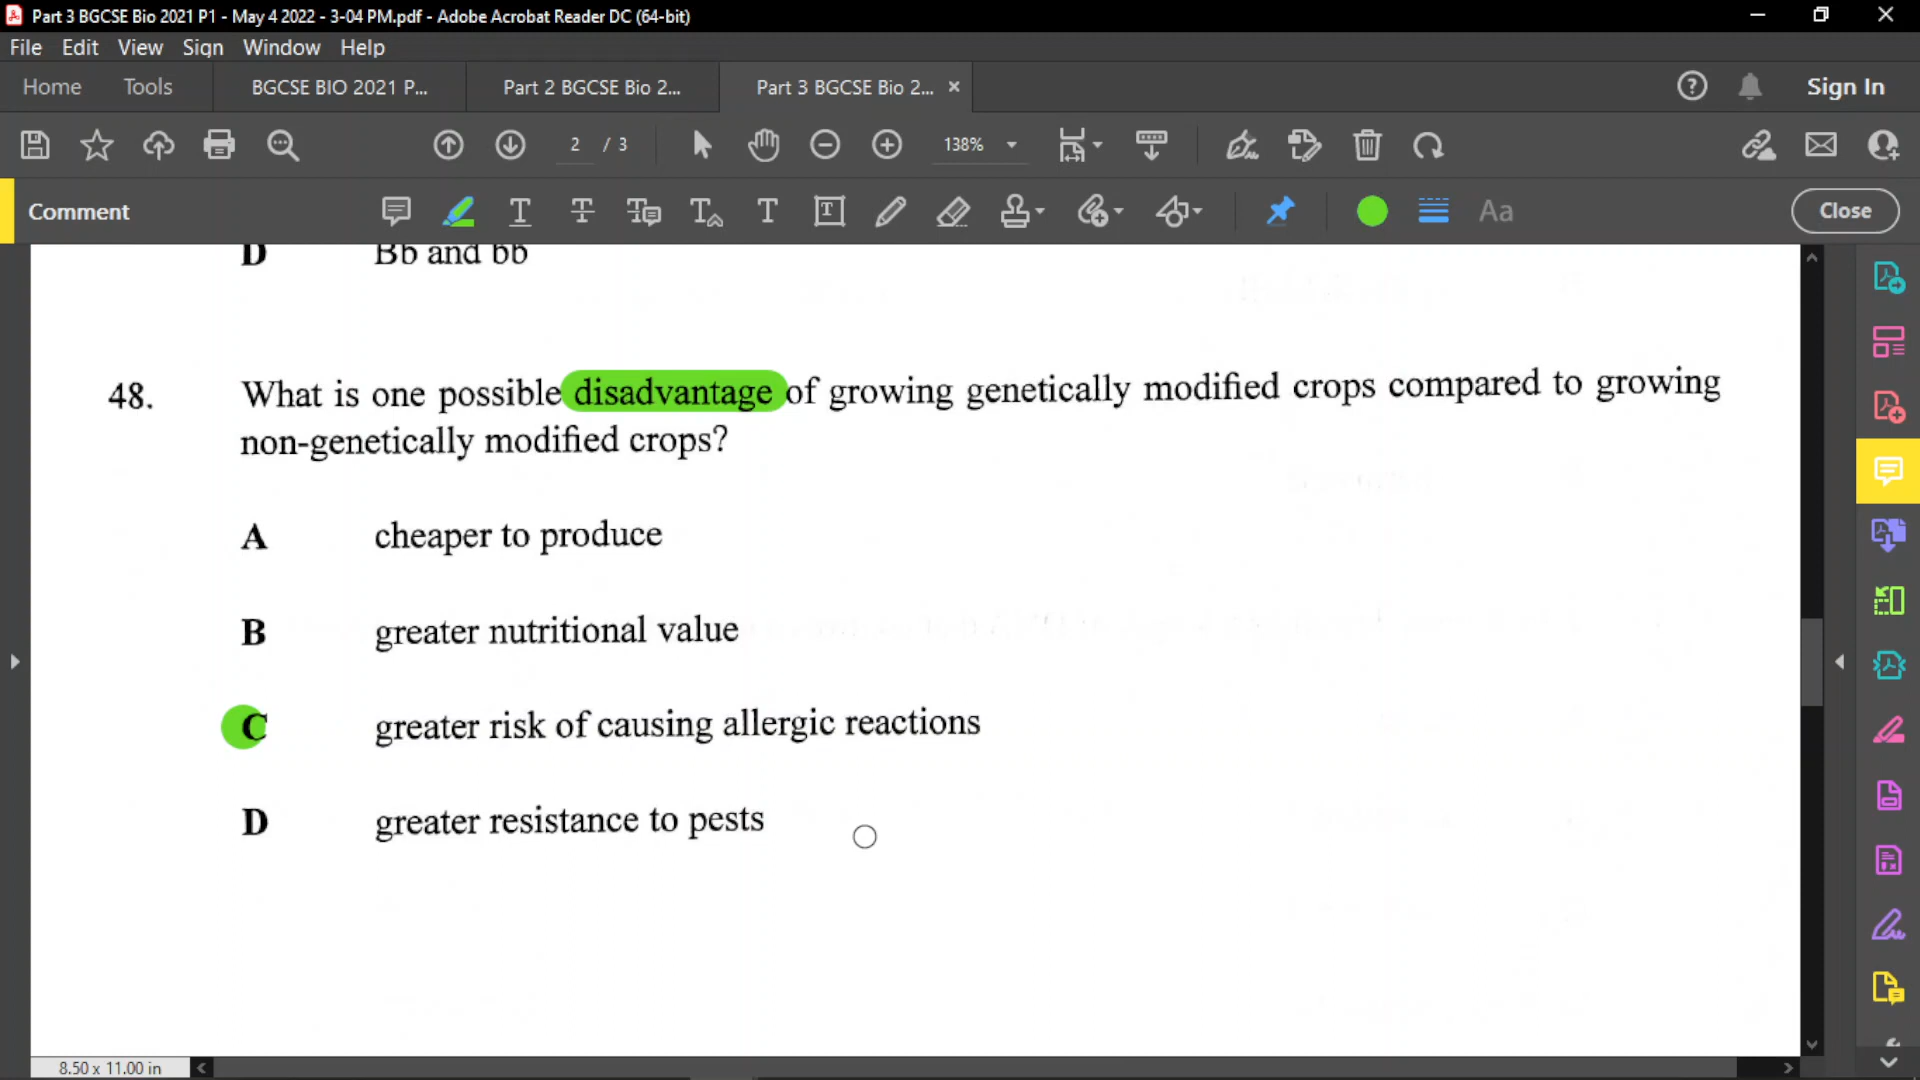 Part 3 BGCSE Bio 2021 P1 - May 4 2022 - 3-04 PM.pdf - Adobe Acrobat Reader DC (64-bit)
File Edit View Sign Window Help
Home Tools BGCSE BIO 2021 P... Part 2 BGCSE Bio 2... Part 3 BGCSE Bio 2... × Sign In
2 / 3 138%
Comment Aa Close
D Bb and bb
48. What is one possible disadvantage of growing genetically modified crops compared to growing
non-genetically modified crops?
A cheaper to produce
B greater nutritional value
C greater risk of causing allergic reactions
D greater resistance to pests
8.50 x 11.00 in